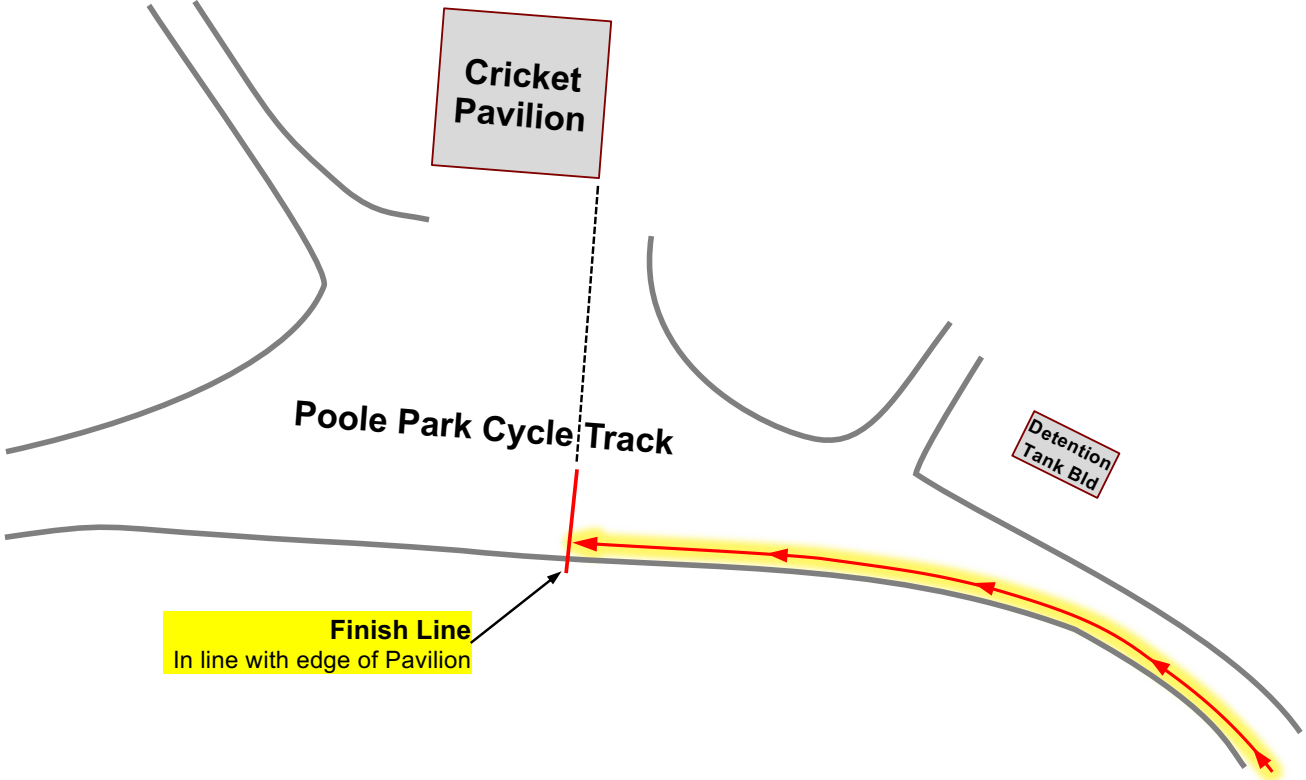 Cricket
Pavilion
Poole Park Cycle Track
Detention
Tank Bld
Finish Line
In line with edge of Pavilion